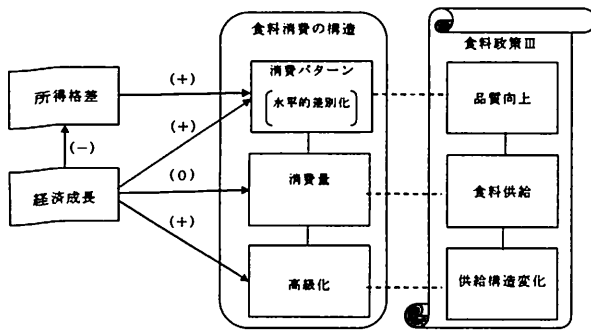 食料消費の構造
食料政策Ⅲ
所得格差
(+)
消費パターン
水平的差別化
品質向上
(+)
(-)
経済成長
(0)
消費量
食料供給
(+)
高級化
供給構造変化